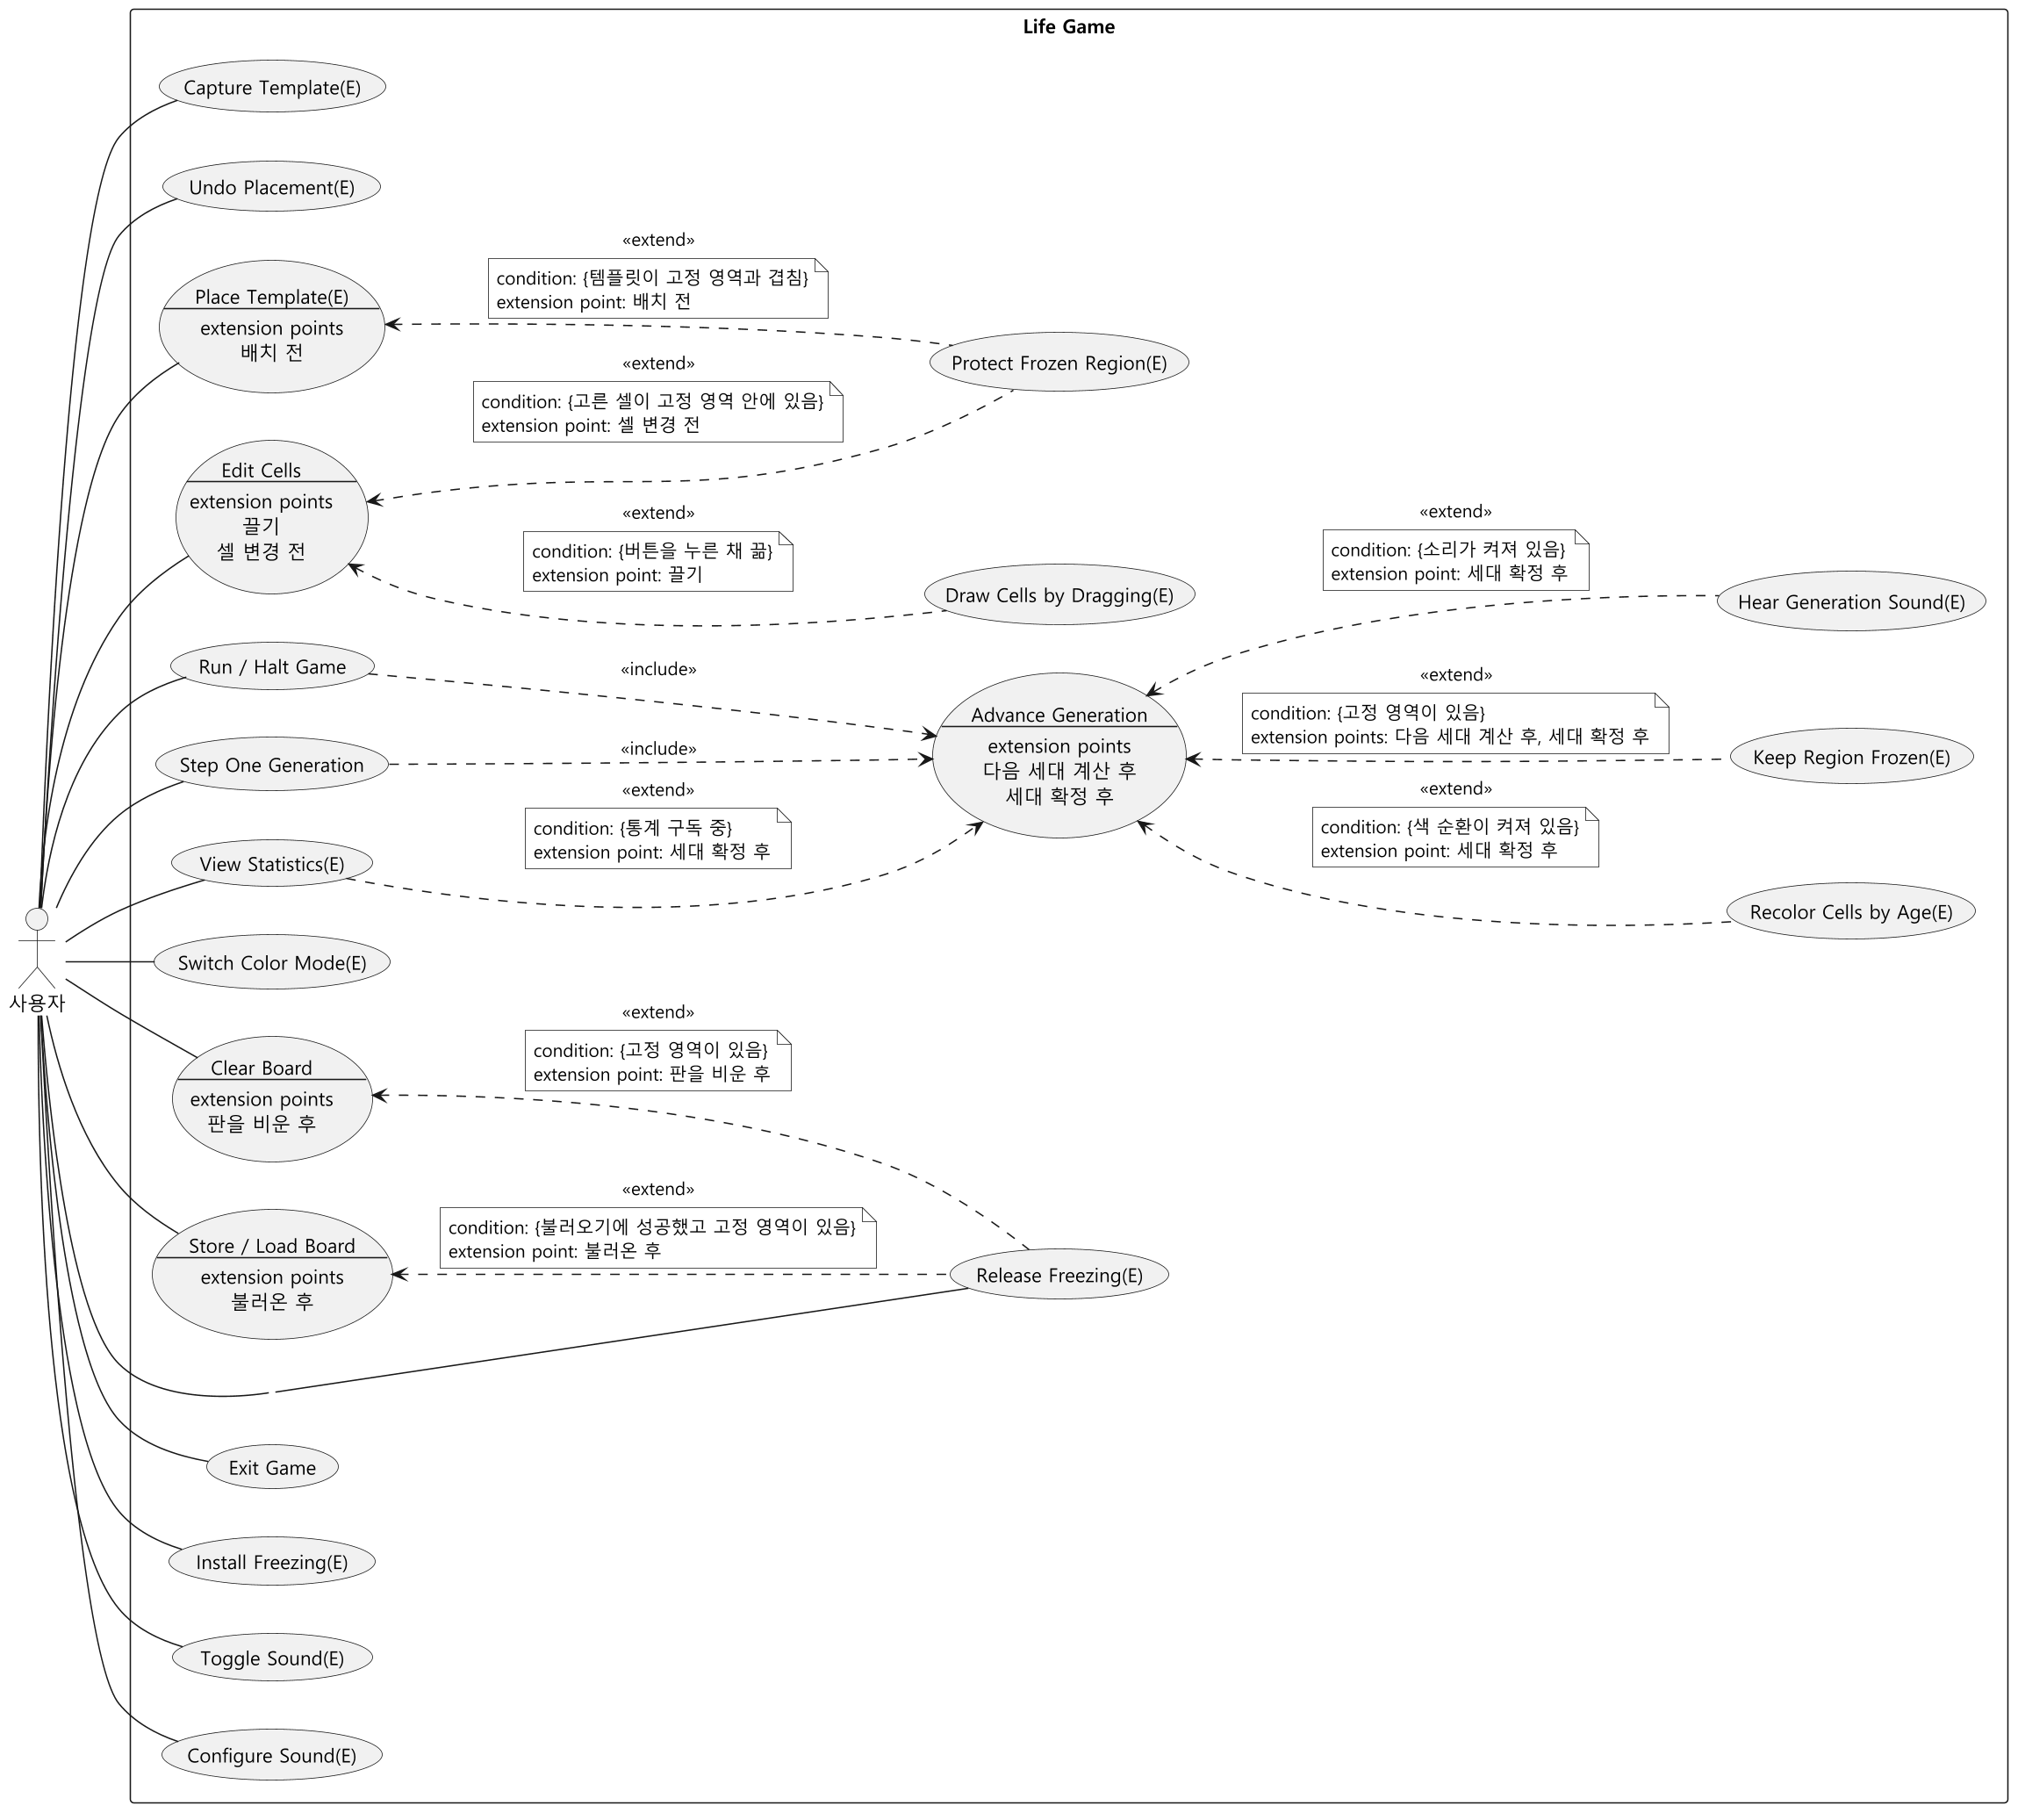 Life Game
Capture Template(E)
Undo Placement(E)
Place Template(E)
extension points
배치 전
«extend»
condition: {템플릿이 고정 영역과 겹침}
extension point: 배치 전
Protect Frozen Region(E)
«extend»
condition: {고른 셀이 고정 영역 안에 있음}
extension point: 셀 변경 전
Edit Cells
extension points
끌기
셀 변경 전
«extend»
condition: {버튼을 누른 채 끎}
extension point: 끌기
Draw Cells by Dragging(E)
«extend»
condition: {소리가 켜져 있음}
extension point: 세대 확정 후
Hear Generation Sound(E)
Run / Halt Game
«include»
Step One Generation
«include»
Advance Generation
extension points
다음 세대 계산 후
세대 확정 후
«extend»
condition: {고정 영역이 있음}
extension points: 다음 세대 계산 후, 세대 확정 후
Keep Region Frozen(E)
View Statistics(E)
«extend»
condition: {통계 구독 중}
extension point: 세대 확정 후
«extend»
condition: {색 순환이 켜져 있음}
extension point: 세대 확정 후
Recolor Cells by Age(E)
사용자
Switch Color Mode(E)
Clear Board
extension points
판을 비운 후
«extend»
condition: {고정 영역이 있음}
extension point: 판을 비운 후
Store / Load Board
extension points
불러온 후
«extend»
condition: {불러오기에 성공했고 고정 영역이 있음}
extension point: 불러온 후
Release Freezing(E)
Exit Game
Install Freezing(E)
Toggle Sound(E)
Configure Sound(E)